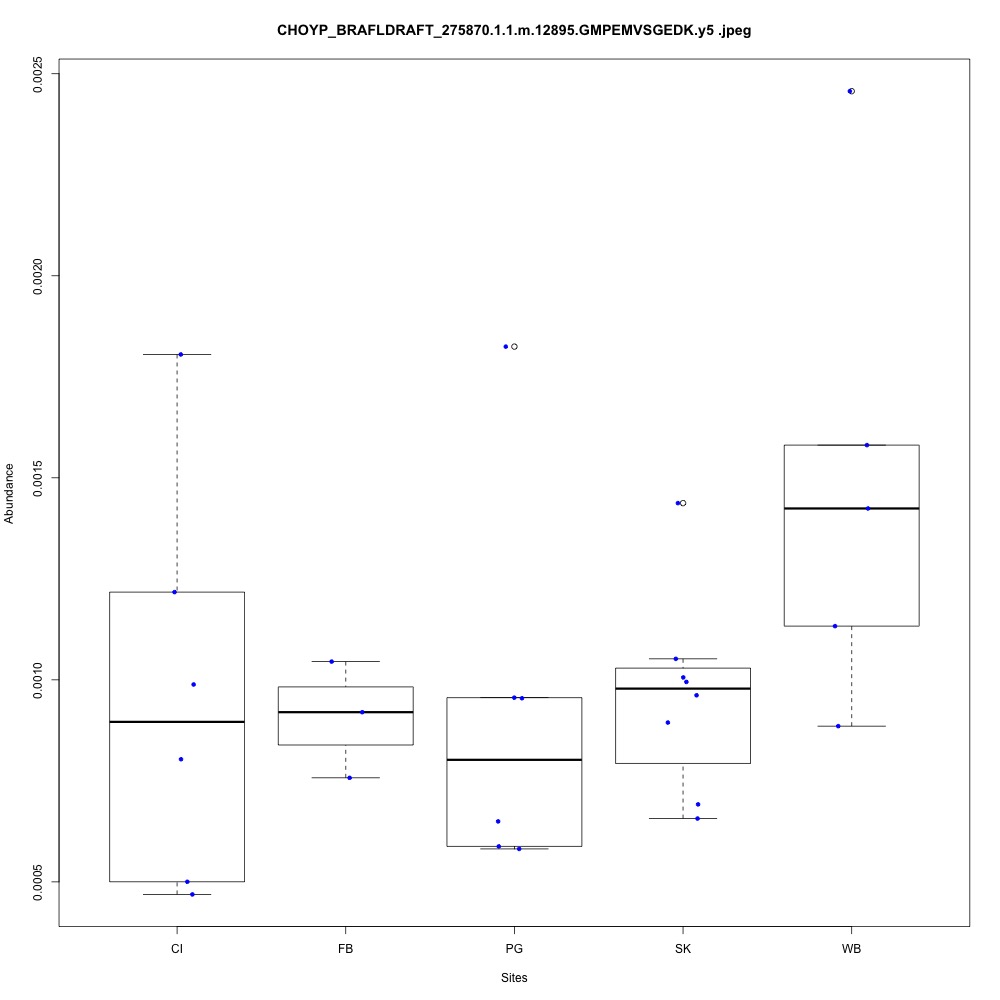 CHOYP_BRAFLDRAFT_275870.1.1.m.12895.GMPEMVSGEDK.y5 .jpeg
0.0025
0.0020
0.0015
0.0010
0.0005
Abundance
CI FB PG SK WB
Sites